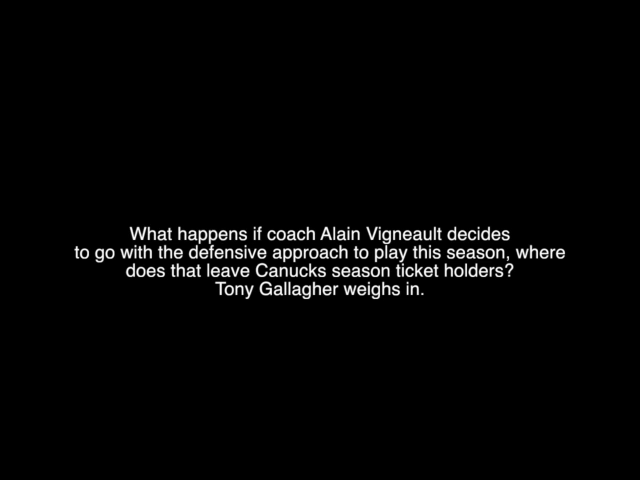 What happens if coach Alain Vigneault decides
to go with the defensive approach to play this season, where
does that leave Canucks season ticket holders?
Tony Gallagher weighs in.